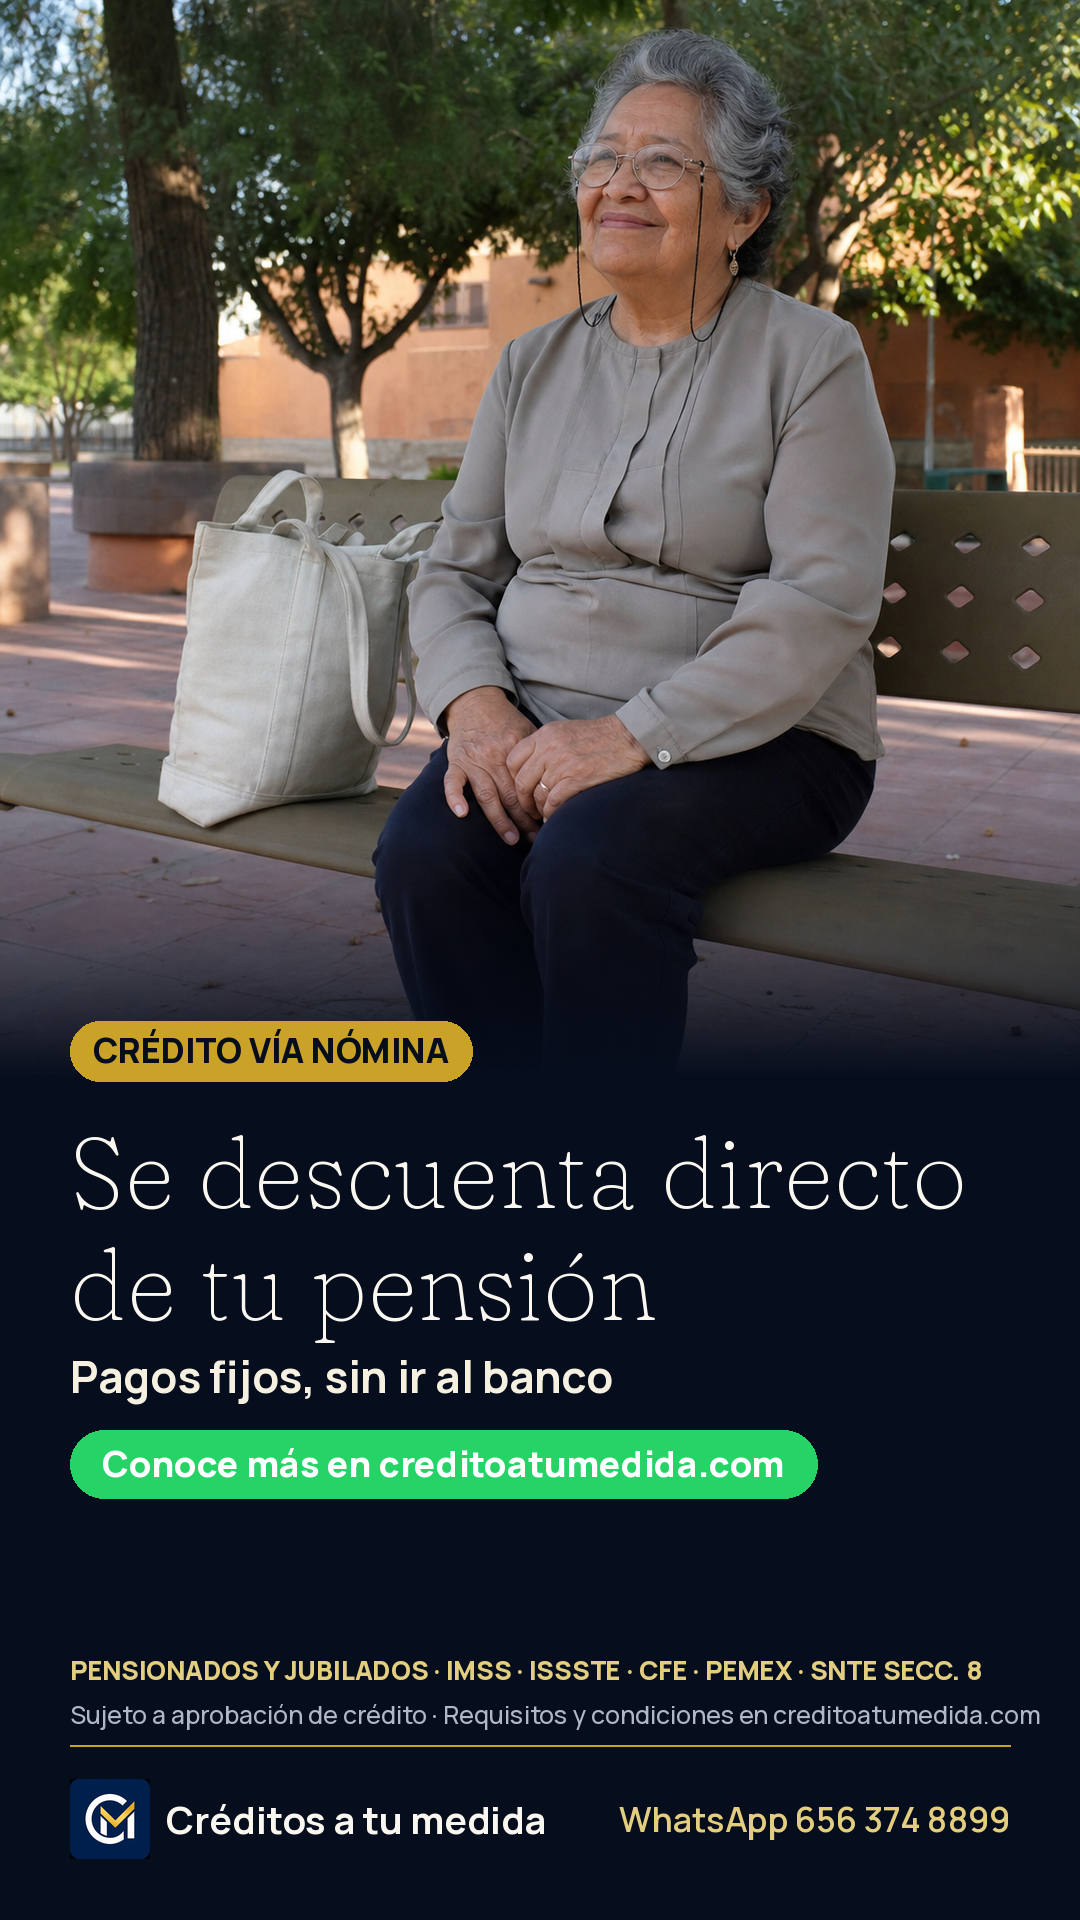 CRÉDITO VÍA NÓMINA
Se descuenta directo
de tu pensión
Pagos fijos, sin ir al banco
Conoce más en creditoatumedida.com
PENSIONADOS Y JUBILADOS · IMSS · ISSSTE · CFE · PEMEX · SNTE SECC. 8
Sujeto a aprobación de crédito · Requisitos y condiciones en creditoatumedida.com
Créditos a tu medida
WhatsApp 656 374 8899